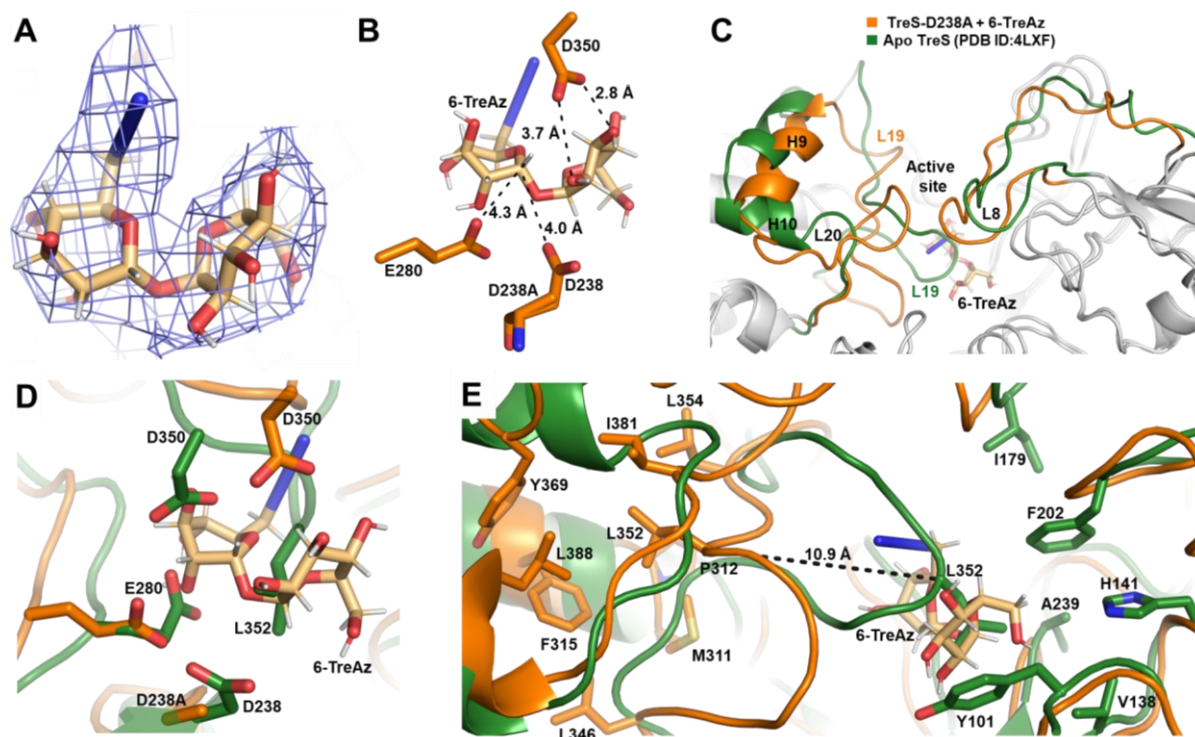 A
B
D350
6-TreAz
2.8 Å
3.7 Å
4.3 Å
4.0 Å
E280
D238
D238A
C
TreS-D238A + 6-TreAz
Apo TreS (PDB ID:4LXF)
H9
L19
Active
site
H10
L20
L8
L19
6-TreAz
D
D350
D350
E280
L352
6-TreAz
D238A
D238
E
L354
I381
I179
Y369
F202
L352
10.9 Å
L388
P312
L352
H141
A239
6-TreAz
F315
M311
V138
Y101
L346